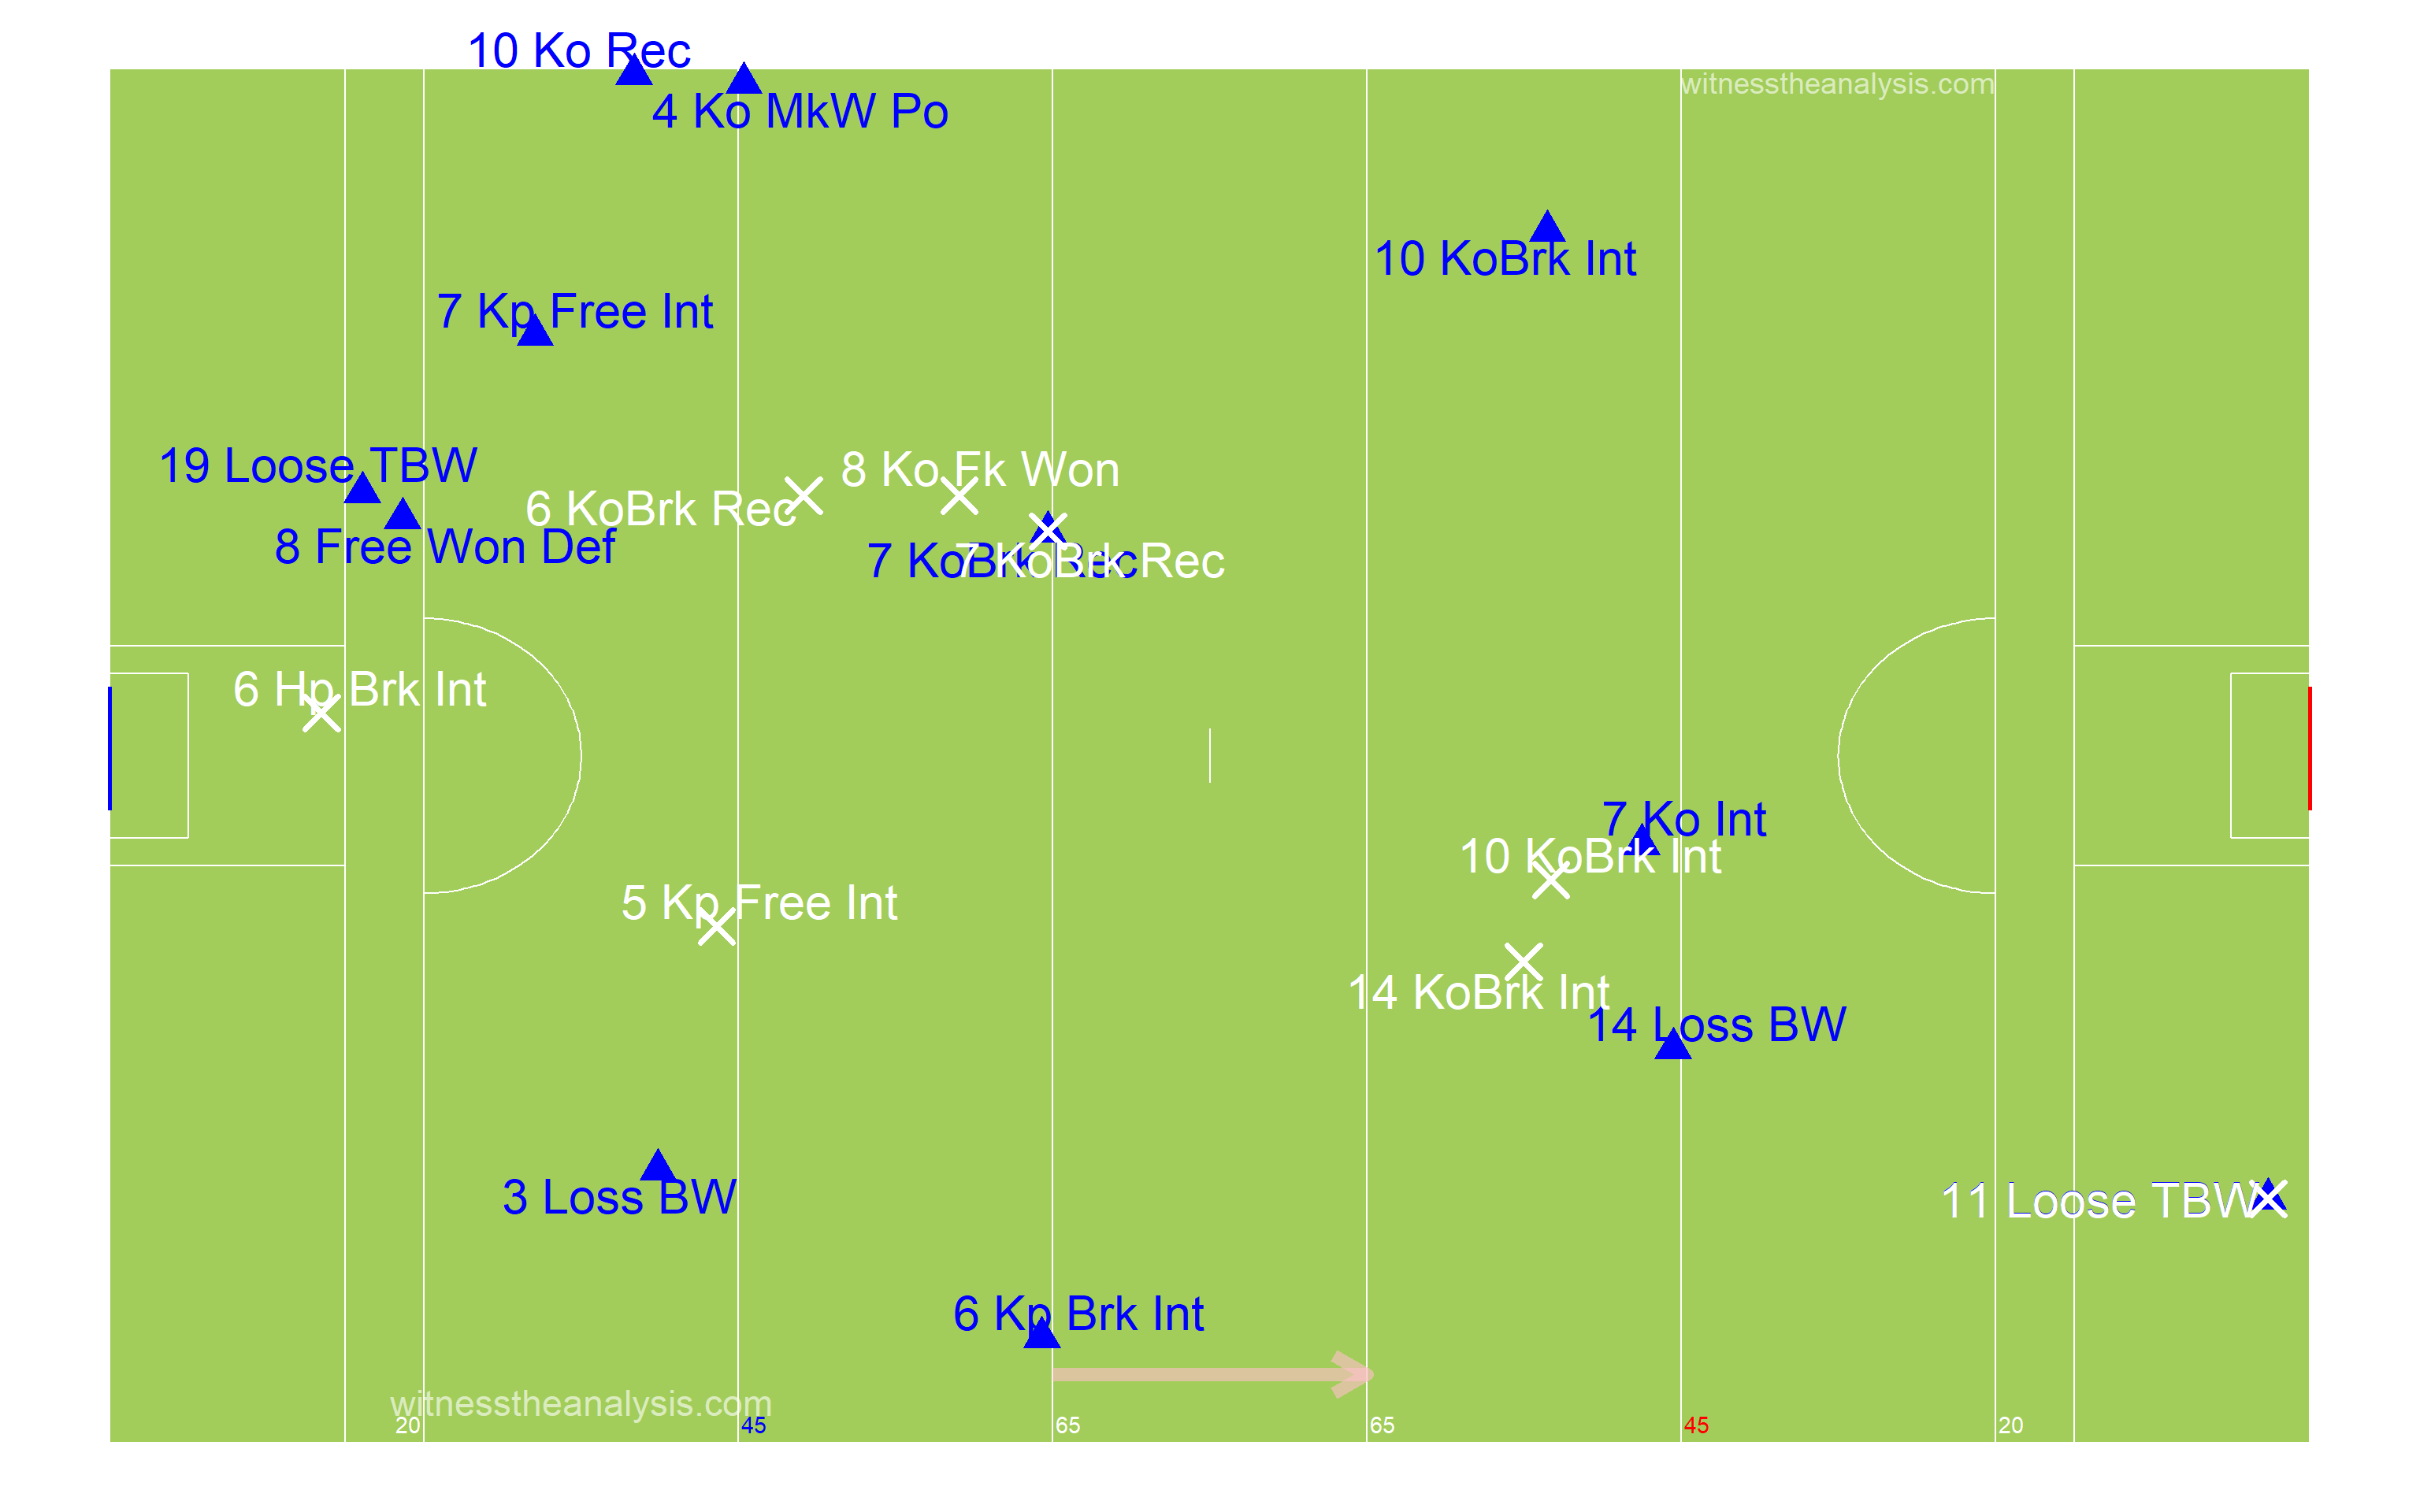 10 Ko Rec
witnesstheanalysis.com
4 Ko MkW Po
10 KoBrk Int
7 Kp Free Int
19 Loose TBW
8 Ko Fk Won
6 KoBrk Rec
8 Free Won Def
7 KoBrk Rec
7 KoBrk Rec
6 Hp Brk Int
7 Ko Int
10 KoBrk Int
5 Kp Free Int
14 KoBrk Int
14 Loss BW
3 Loss BW
11 Loose TBW
6 Kp Brk Int
witnesstheanalysis.com
20 45 65 65 45 20